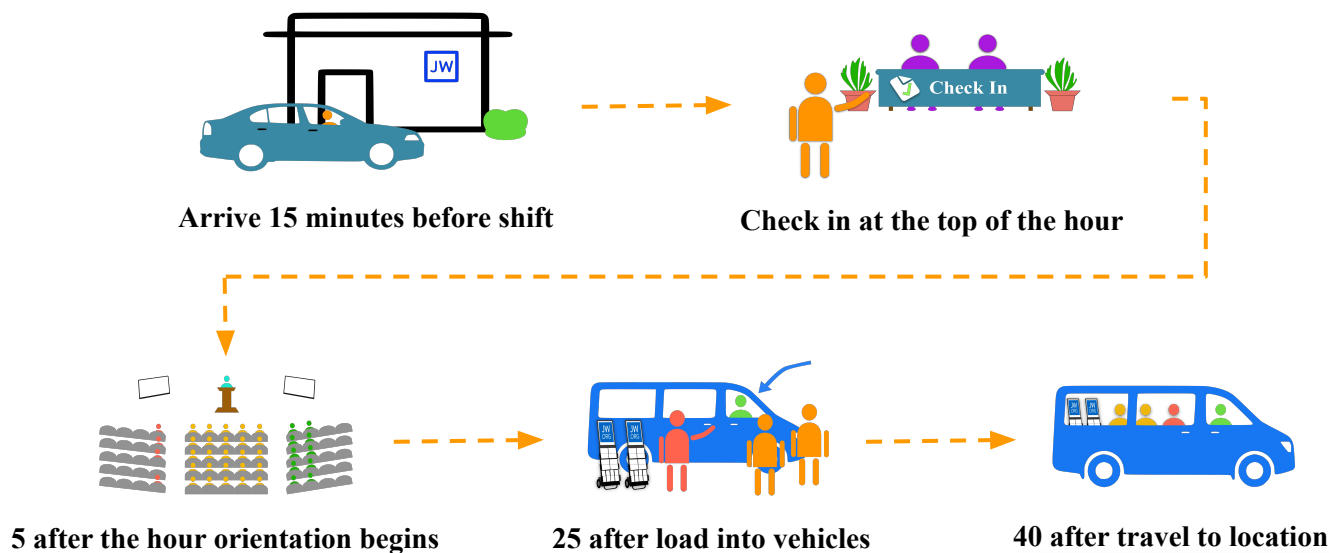 JW
Check In
Arrive 15 minutes before shift
Check in at the top of the hour
JW
ORG
JW
ORG
JW
ORG
JW
ORG
5 after the hour orientation begins
25 after load into vehicles
40 after travel to location